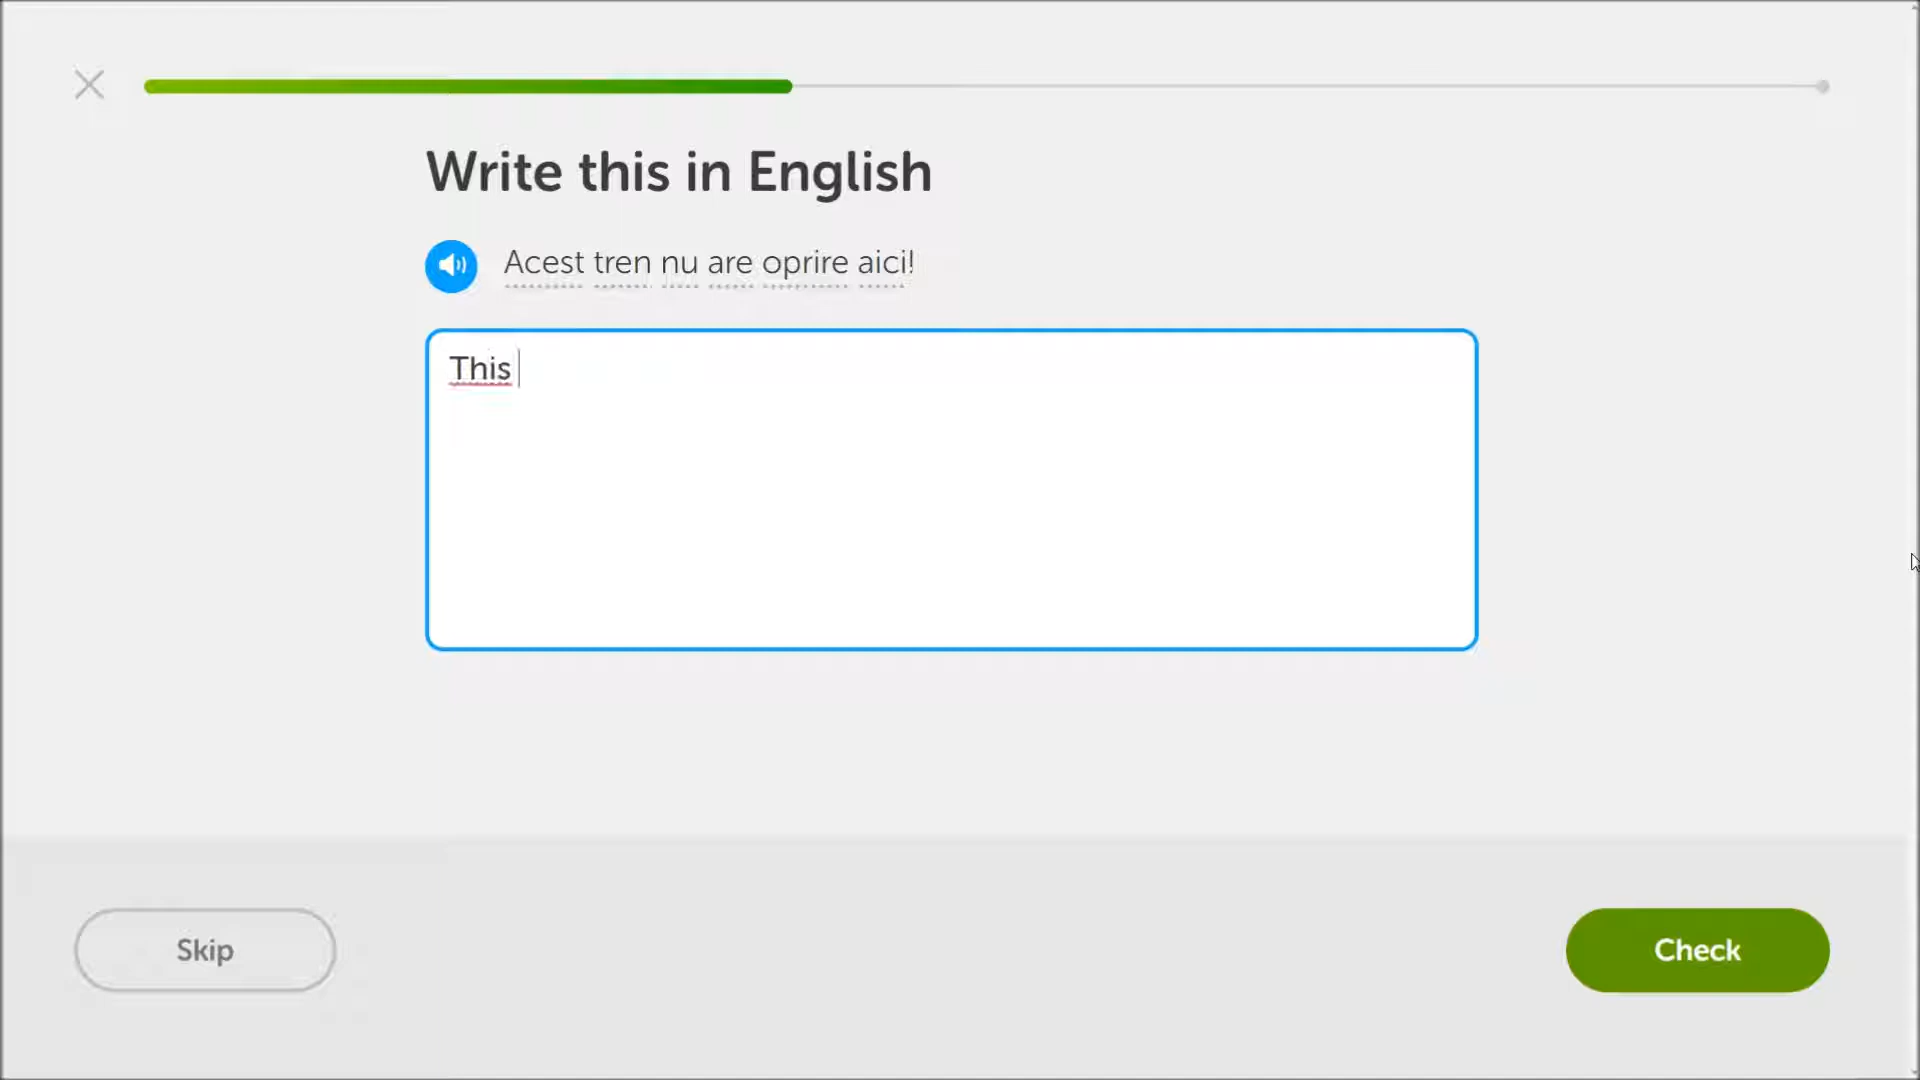 Write this in English
Acest tren nu are oprire aici!
This
Skip
Check